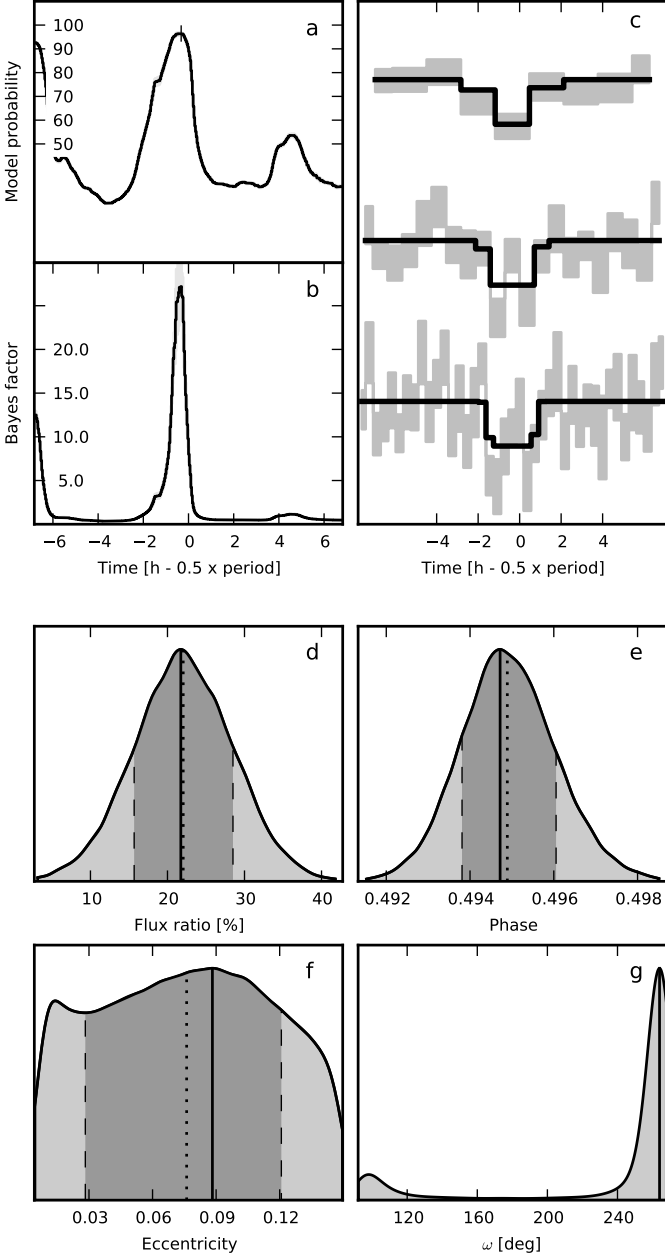 a
100
90
80
70
60
50
Model probability
b
20.0
15.0
10.0
5.0
Bayes factor
−6 −4 −2 0 2 4 6
Time [h - 0.5 x period]
c
−4 −2 0 2 4
Time [h - 0.5 x period]
d
10 20 30 40
Flux ratio [%]
e
0.492 0.494 0.496 0.498
Phase
f
0.03 0.06 0.09 0.12
Eccentricity
g
120 160 200 240
ω [deg]